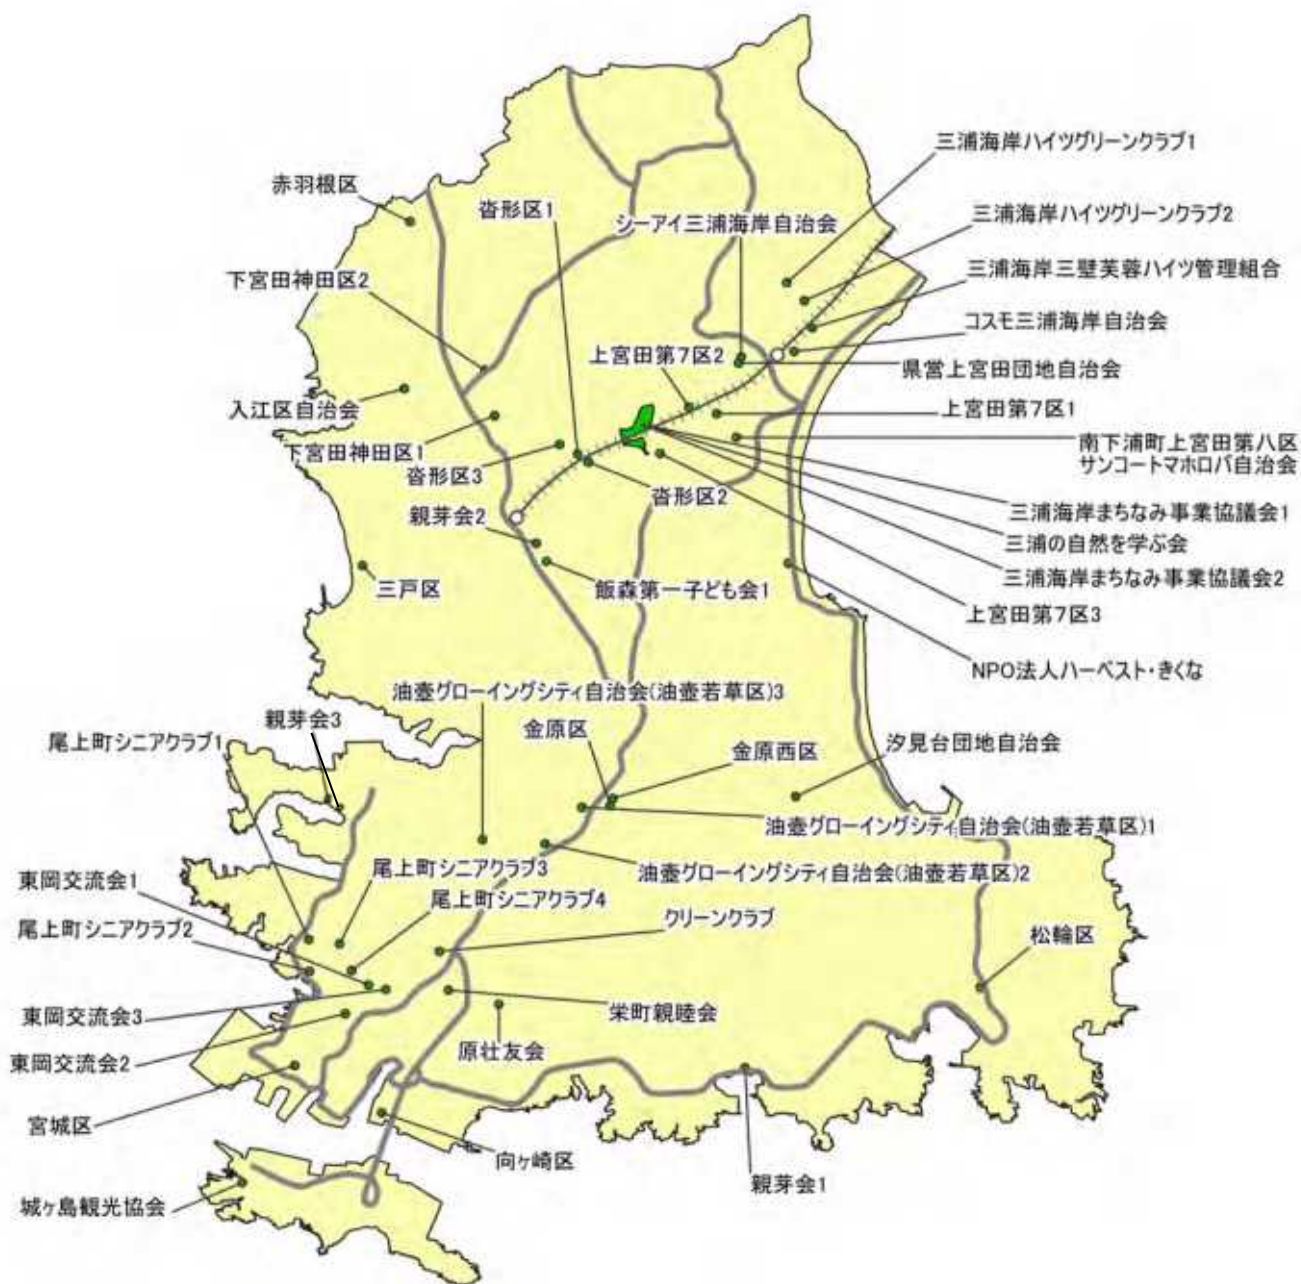 三浦海岸ハイツグリーンクラブ1
赤羽根区
沓形区1
シーアイ三浦海岸自治会
三浦海岸ハイツグリーンクラブ2
下宮田神田区2
三浦海岸三壁芙蓉ハイツ管理組合
コスモ三浦海岸自治会
上宮田第7区2
県営上宮田団地自治会
入江区自治会
上宮田第7区1
下宮田神田区1
南下浦町上宮田第八区
サンコートマホロバ自治会
沓形区3
沓形区2
親芽会2
三浦海岸まちなみ事業協議会1
三浦の自然を学ぶ会
三戸区
飯森第一子ども会1
三浦海岸まちなみ事業協議会2
上宮田第7区3
NPO法人ハーベスト・きくな
油壺グローイングシティ自治会(油壺若草区)3
親芽会3
尾上町シニアクラブ1
金原区
金原西区
汐見台団地自治会
油壺グローイングシティ自治会(油壺若草区)1
尾上町シニアクラブ3
油壺グローイングシティ自治会(油壺若草区)2
東岡交流会1
尾上町シニアクラブ4
クリーンクラブ
尾上町シニアクラブ2
松輪区
東岡交流会3
栄町親睦会
原壮友会
東岡交流会2
宮城区
向ヶ崎区
親芽会1
城ヶ島観光協会